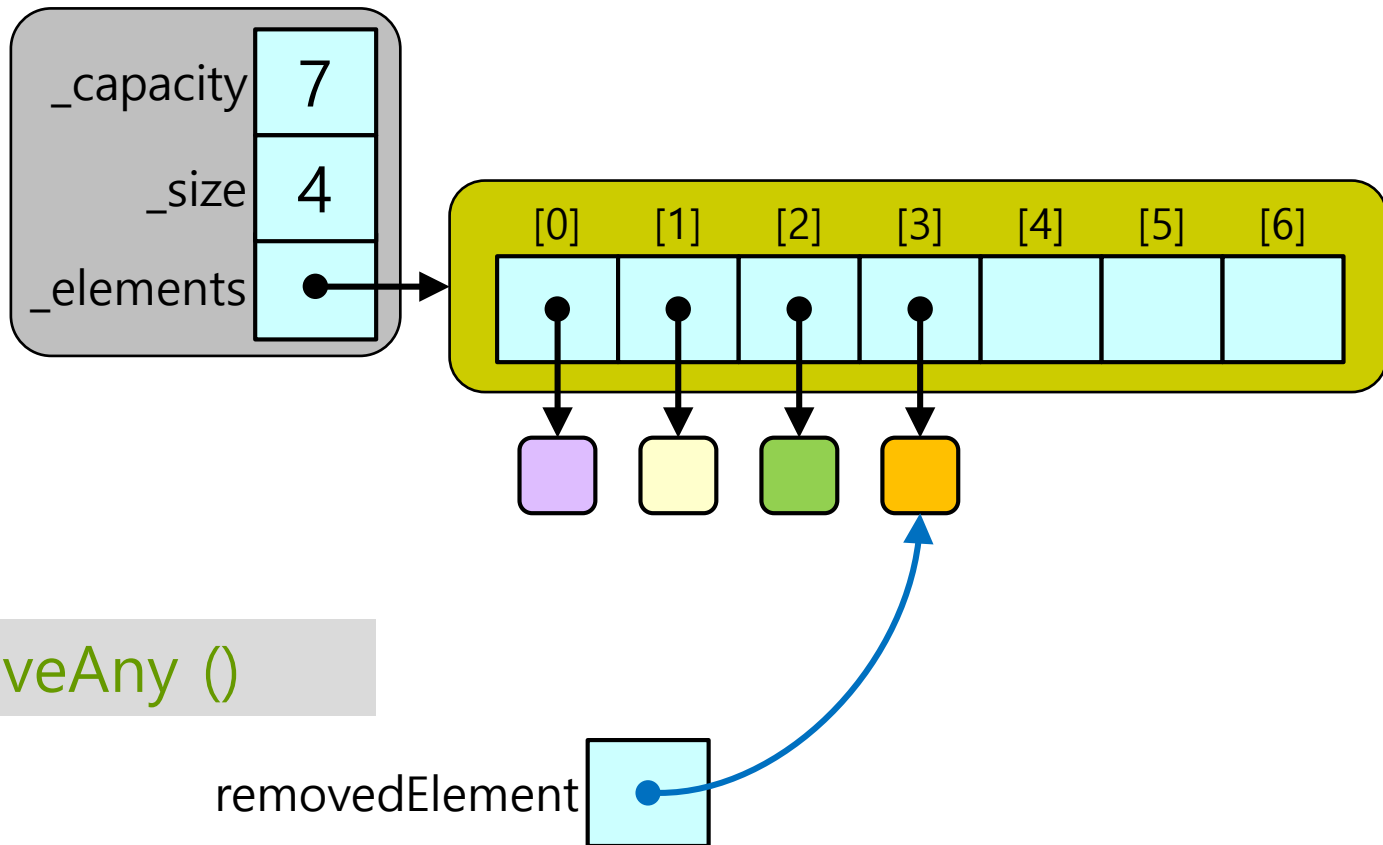 _capacity 7
_size 4
_elements
[0] [1] [2] [3] [4] [5] [6]
veAny ()
removedElement